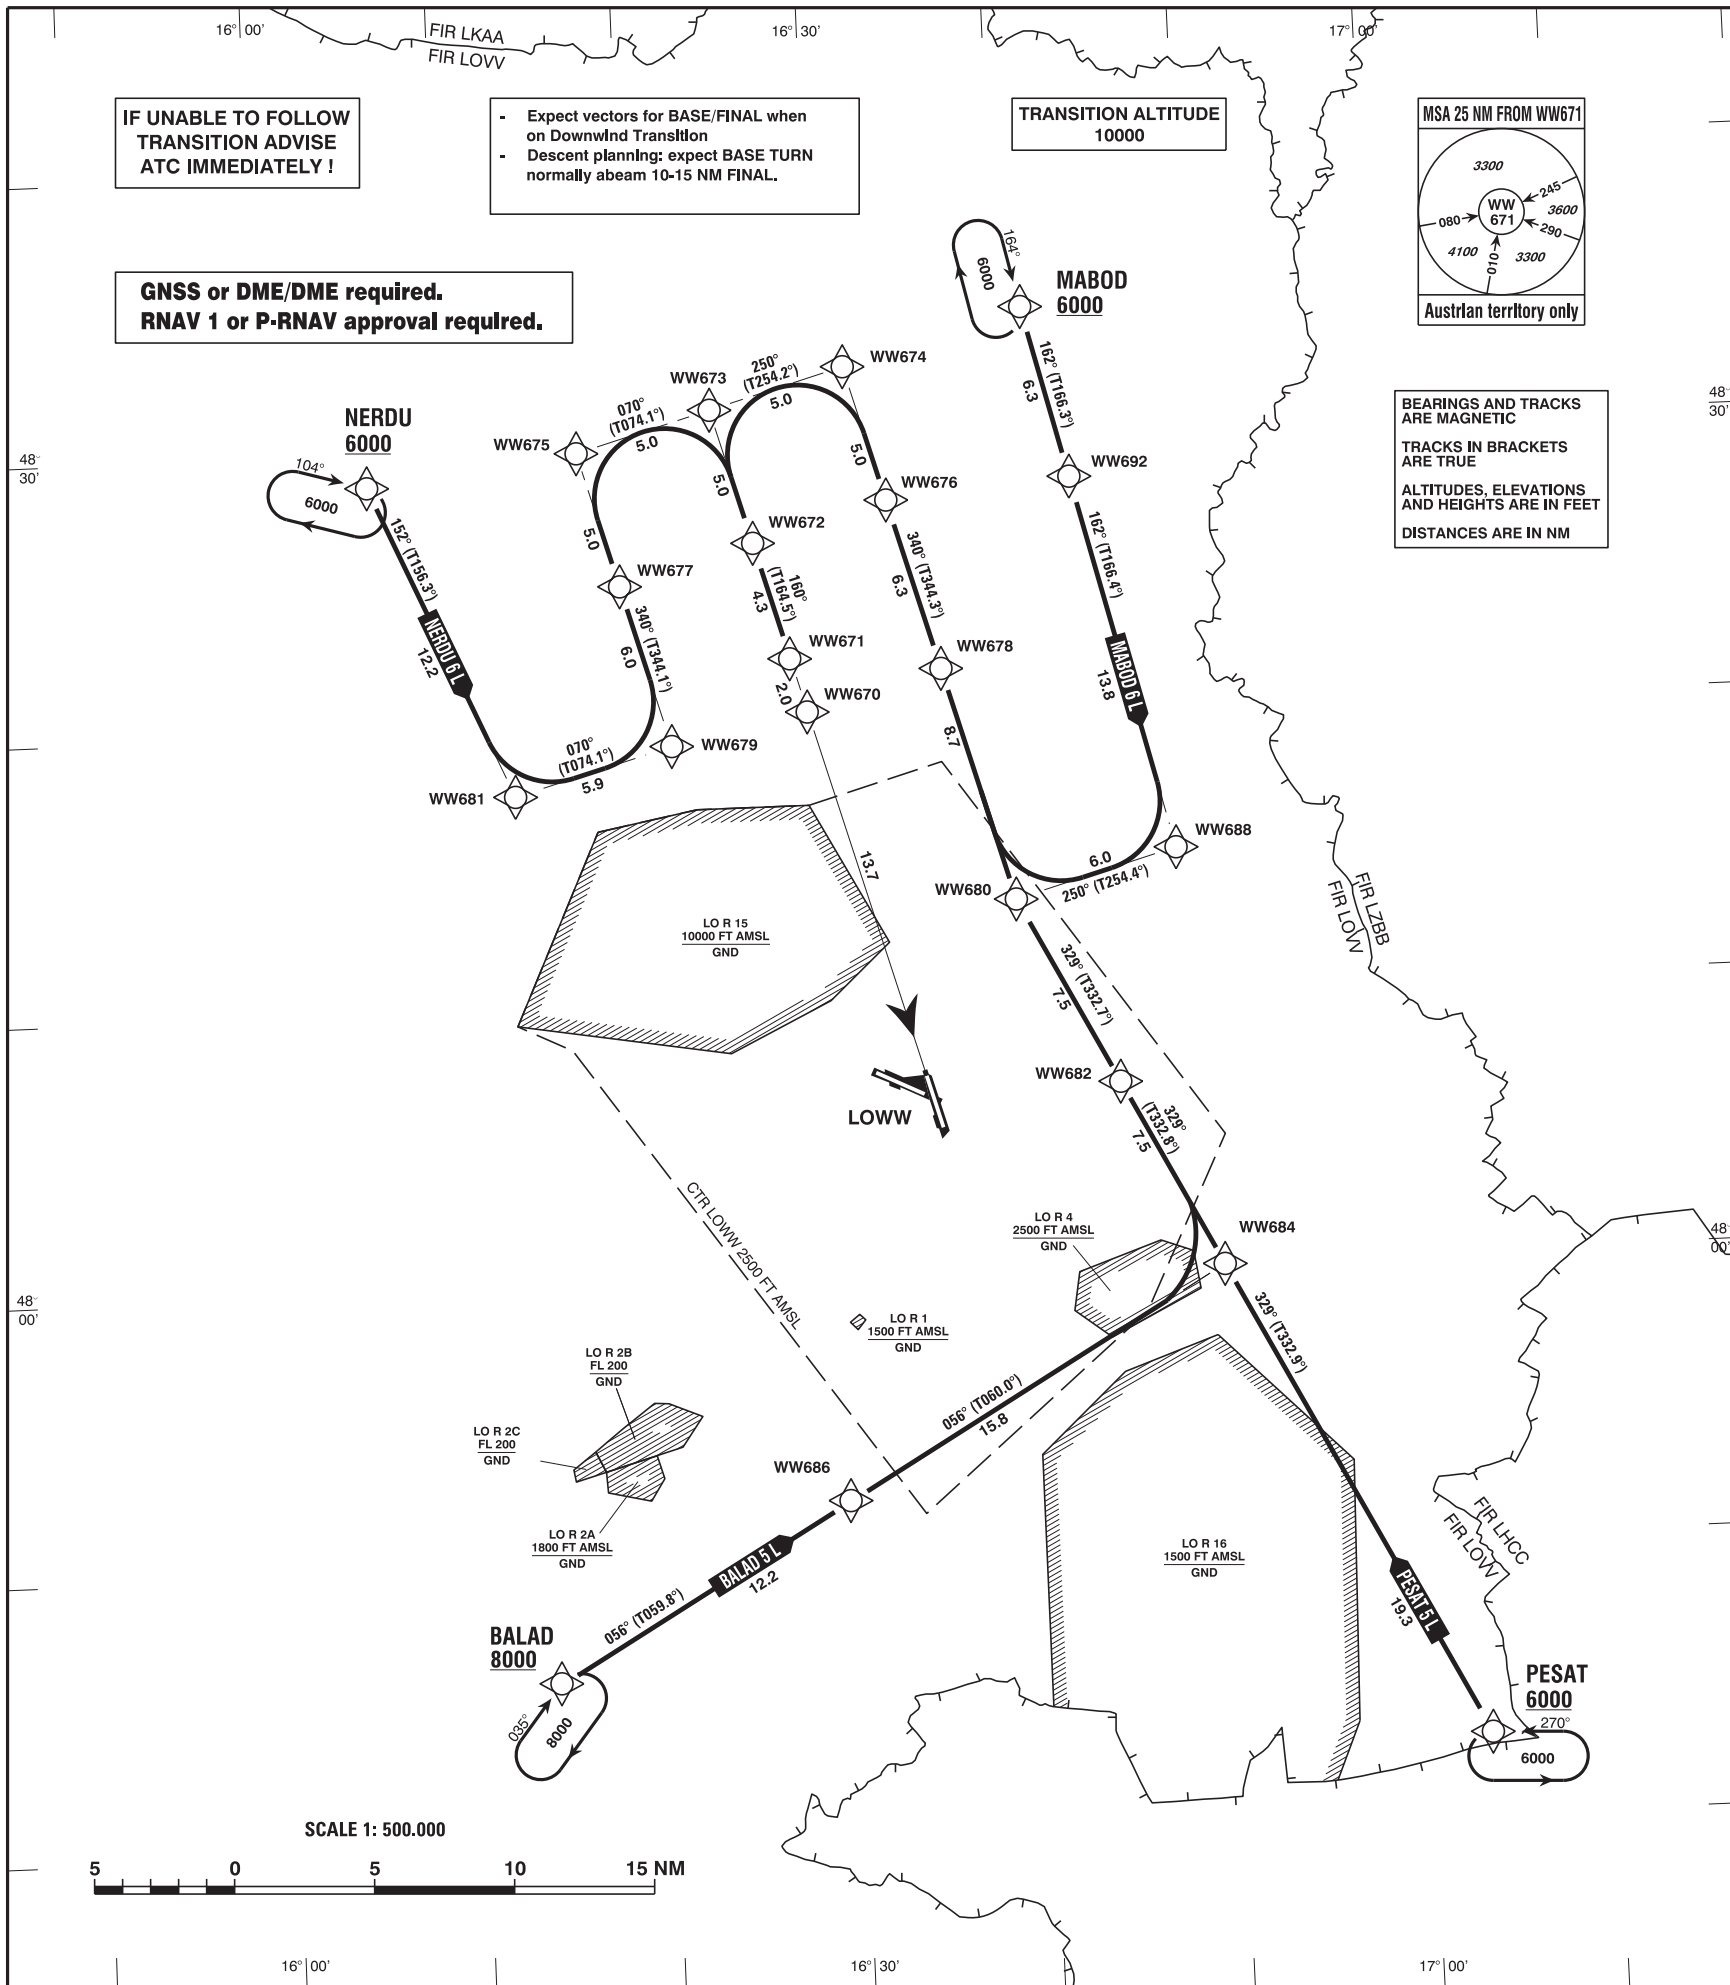 16° 00'
16° 30'
17° 00'
FIR LKAA
FIR LOVV
IF UNABLE TO FOLLOW
TRANSITION ADVISE
ATC IMMEDIATELY !
- Expect vectors for BASE/FINAL when
on Downwind Transition
- Descent planning: expect BASE TURN
normally abeam 10-15 NM FINAL.
TRANSITION ALTITUDE
10000
MSA 25 NM FROM WW671
3300
245
WW
671
3600
080
290
4100
010
3300
Austrian territory only
GNSS or DME/DME required.
RNAV 1 or P-RNAV approval required.
164°
6000
MABOD
6000
162° (T166.3°)
6.3
BEARINGS AND TRACKS
ARE MAGNETIC
TRACKS IN BRACKETS
ARE TRUE
ALTITUDES, ELEVATIONS
AND HEIGHTS ARE IN FEET
DISTANCES ARE IN NM
48°
30'
48°
30'
NERDU
6000
104°
6000
152° (T156.3°)
NERDU 6 L
12.2
WW675
070°
(T074.1°)
5.0
WW673
250°
(T254.2°)
5.0
WW674
5.0
WW676
5.0
WW672
5.0
WW677
WW692
162° (T166.4°)
MABOD 6 L
13.8
340° (T344.3°)
6.3
160°
(T164.5°)
4.3
340° (T344.1°)
6.0
WW671
2.0
WW670
WW678
8.7
WW679
070°
(T074.1°)
5.9
WW681
13.7
WW688
6.0
250° (T254.4°)
WW680
FIR LZBB
FIR LOVV
LO R 15
10000 FT AMSL
GND
329° (T332.7°)
7.5
WW682
LOWW
329°
(T332.8°)
7.5
CTR LOWW 2500 FT AMSL
LO R 4
2500 FT AMSL
GND
WW684
48°
00'
48°
00'
329° (T332.9°)
LO R 1
1500 FT AMSL
GND
LO R 2B
FL 200
GND
LO R 2C
FL 200
GND
056° (T060.0°)
15.8
WW686
LO R 2A
1800 FT AMSL
GND
LO R 16
1500 FT AMSL
GND
FIR LHCC
FIR LOVV
BALAD 5 L
12.2
056° (T059.8°)
PESAT 5 L
19.3
BALAD
8000
035°
8000
PESAT
6000
270°
6000
SCALE 1: 500.000
5 0 5 10 15 NM
16° 00'
16° 30'
17° 00'